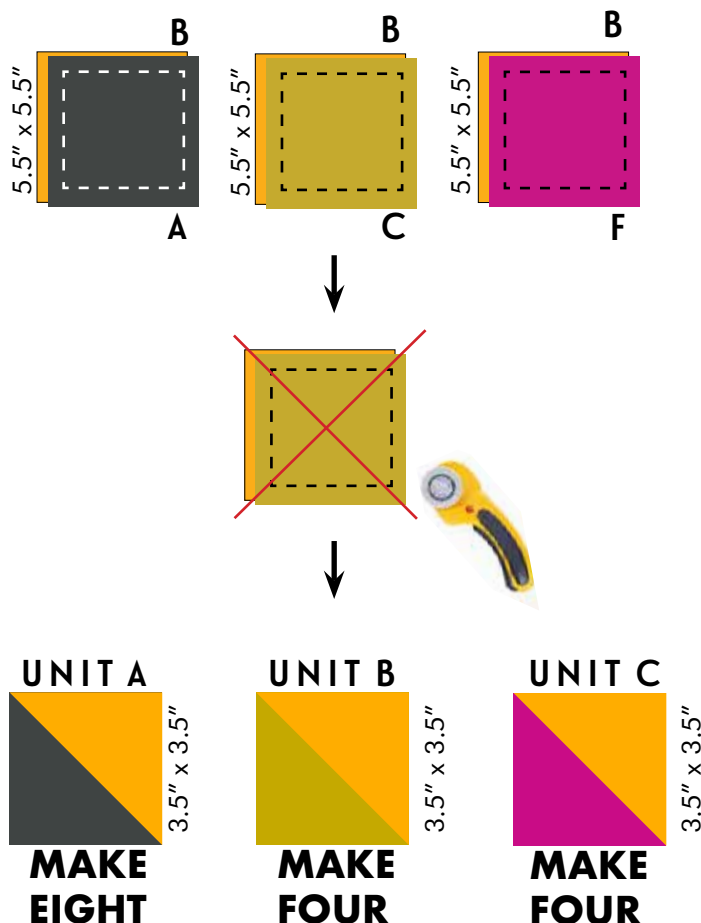 B
5.5" x 5.5"
A
B
5.5" x 5.5"
C
B
5.5" x 5.5"
F
UNIT A
3.5" x 3.5"
MAKE
EIGHT
UNIT B
3.5" x 3.5"
MAKE
FOUR
UNIT C
3.5" x 3.5"
MAKE
FOUR